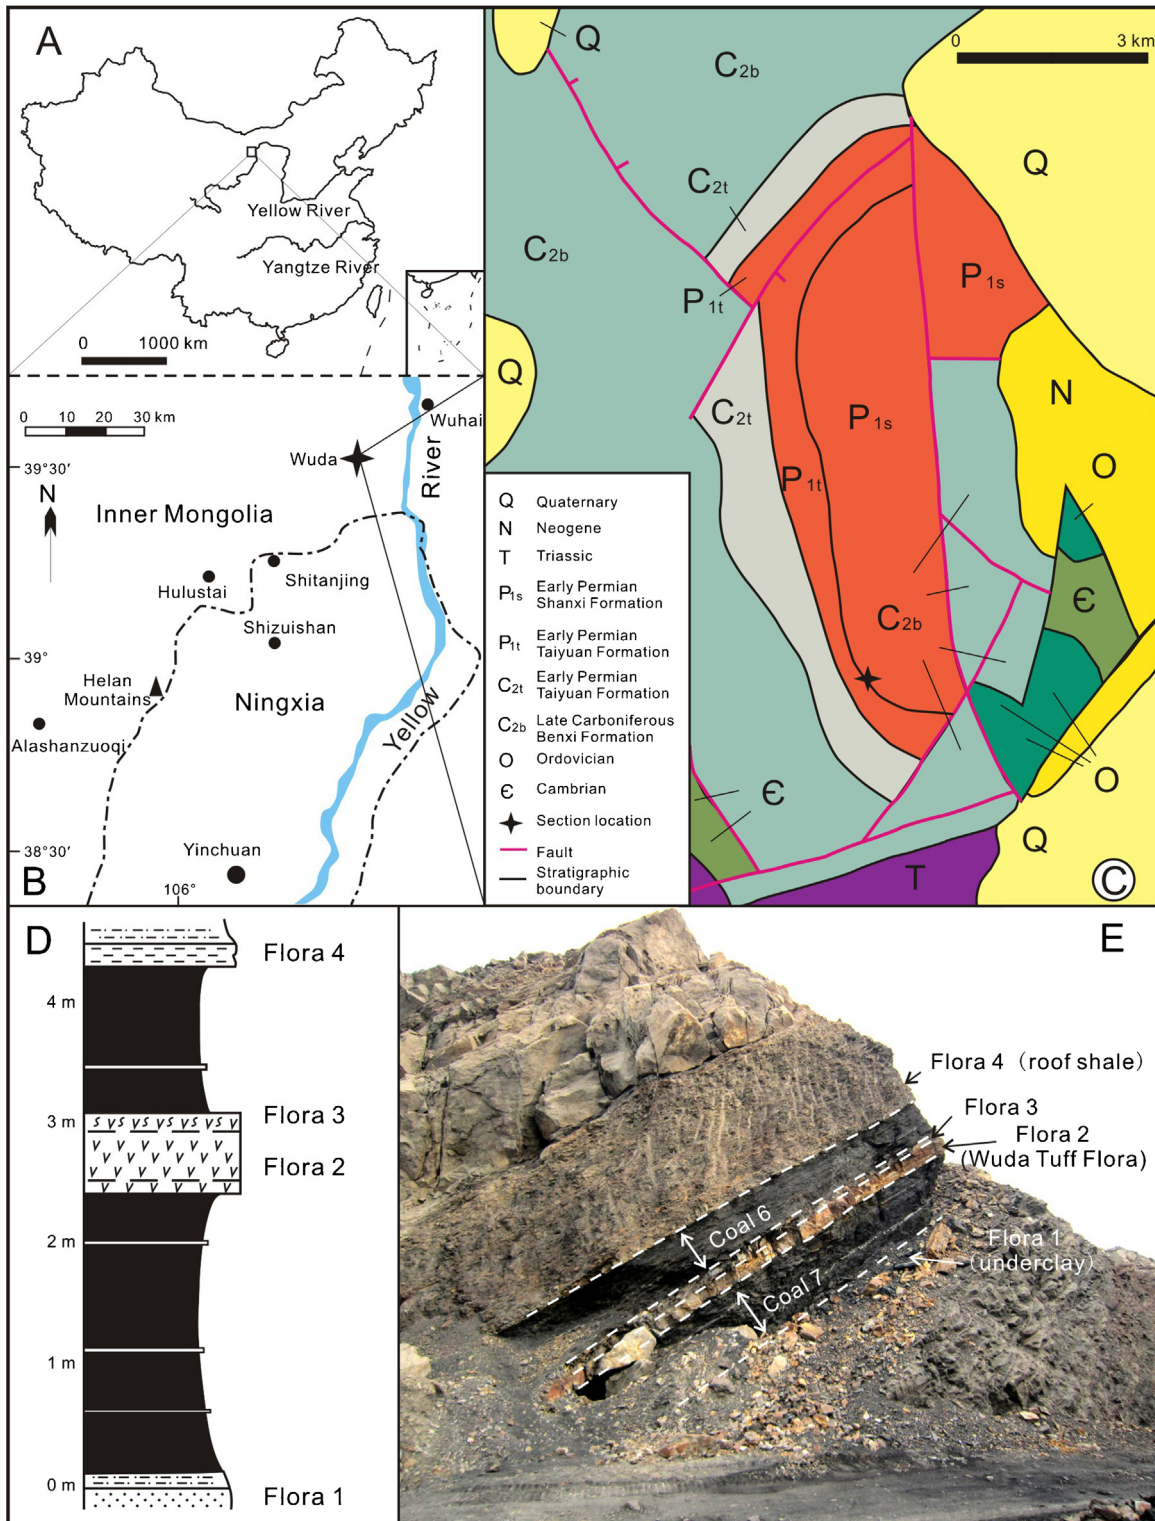 A
Yellow River
Yangtze River
0 1000 km
0 10 20 30 km
Wuhai
Wuda
39°30′
River
N
Inner Mongolia
Shitanjing
Hulustai
Shizuishan
39°
Helan
Mountains
Ningxia
Yellow
Alashanzuoqi
Yinchuan
38°30′
B
106°
Q
C2b
0 3 km
Q
C2t
C2b
P1s
P1t
Q
N
C2t
P1s
O
P1t
Є
C2b
O
Є
Q
T
C
Q Quaternary
N Neogene
T Triassic
P1s Early Permian
Shanxi Formation
P1t Early Permian
Taiyuan Formation
C2t Early Permian
Taiyuan Formation
C2b Late Carboniferous
Benxi Formation
O Ordovician
Є Cambrian
Section location
Fault
Stratigraphic
boundary
D
Flora 4
4 m
Flora 3
3 m
Flora 2
2 m
1 m
0 m
Flora 1
E
Flora 4 (roof shale)
Flora 3
Flora 2
(Wuda Tuff Flora)
Coal 6
Flora 1
(underclay)
Coal 7